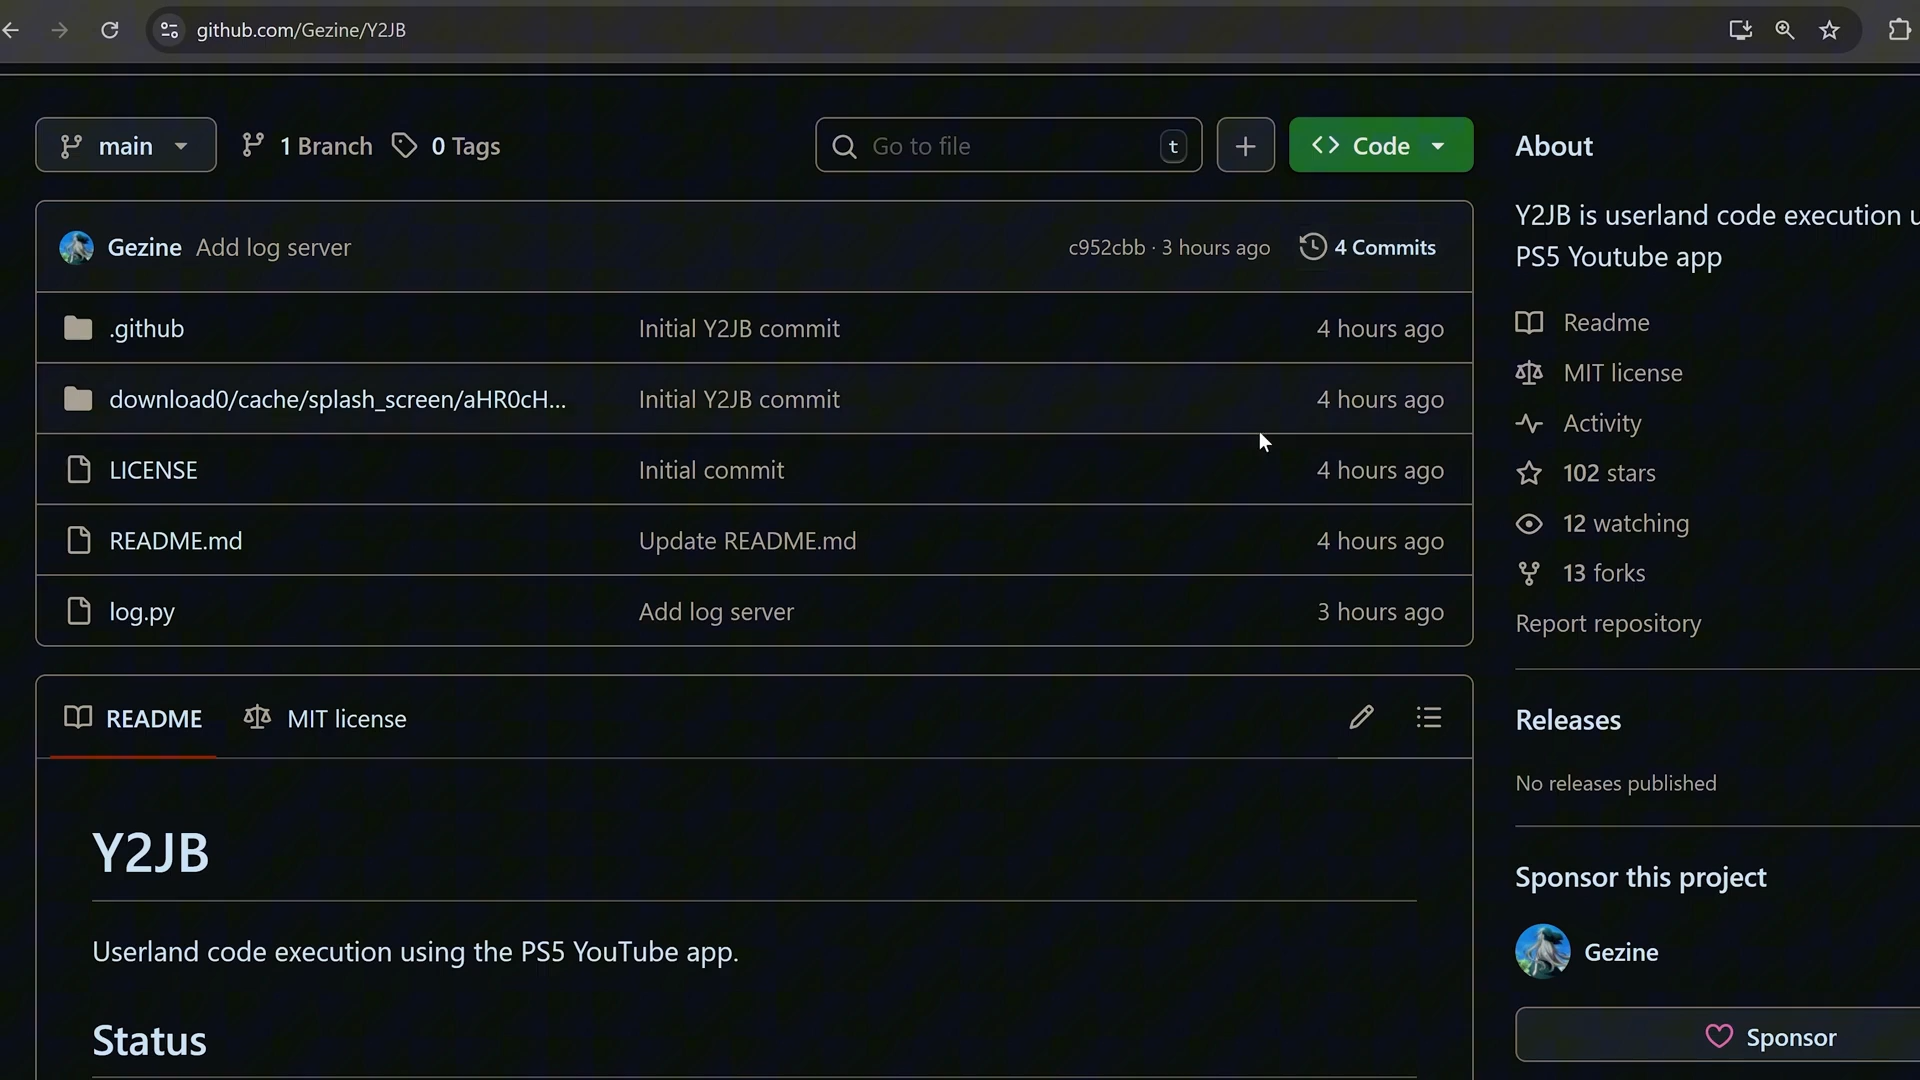 github.com/Gezine/Y2JB
main
1 Branch
0 Tags
Go to file
t
Code
Gezine Add log server
c952cbb · 3 hours ago
4 Commits
.github
Initial Y2JB commit
4 hours ago
download0/cache/splash_screen/aHR0cH...
Initial Y2JB commit
4 hours ago
LICENSE
Initial commit
4 hours ago
README.md
Update README.md
4 hours ago
log.py
Add log server
3 hours ago
README
MIT license
Y2JB
Userland code execution using the PS5 YouTube app.
Status
About
Y2JB is userland code execution
PS5 Youtube app
Readme
MIT license
Activity
102 stars
12 watching
13 forks
Report repository
Releases
No releases published
Sponsor this project
Gezine
Sponsor